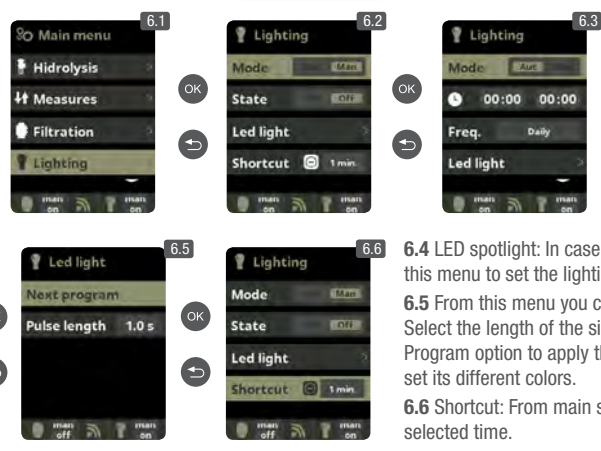 6.1
Main menu
Hidrolysis
Measures
Filtration
Lighting
man on
man on
OK
6.2
Lighting
Mode Man
State Off
Led light
Shortcut 1 min.
man on
man on
OK
6.3
Lighting
Mode Aut
00:00 00:00
Freq. Daily
Led light
man on
man on
6.5
Led light
Next program
Pulse length 1.0 s
man off
man on
OK
6.6
Lighting
Mode Man
State Off
Led light
Shortcut 1 min.
man off
man on
6.4 LED spotlight: In case
this menu to set the lighti
6.5 From this menu you c
Select the length of the si
Program option to apply th
set its different colors.
6.6 Shortcut: From main s
selected time.